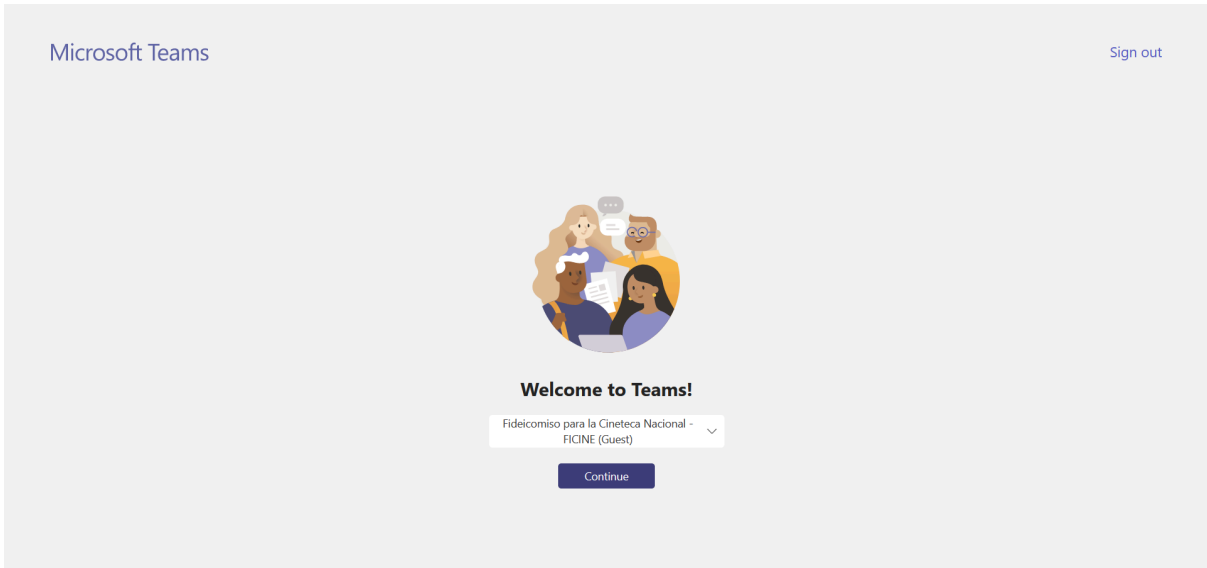 Microsoft Teams
Sign out
Welcome to Teams!
Fideicomiso para la Cineteca Nacional -
FICINE (Guest)
Continue